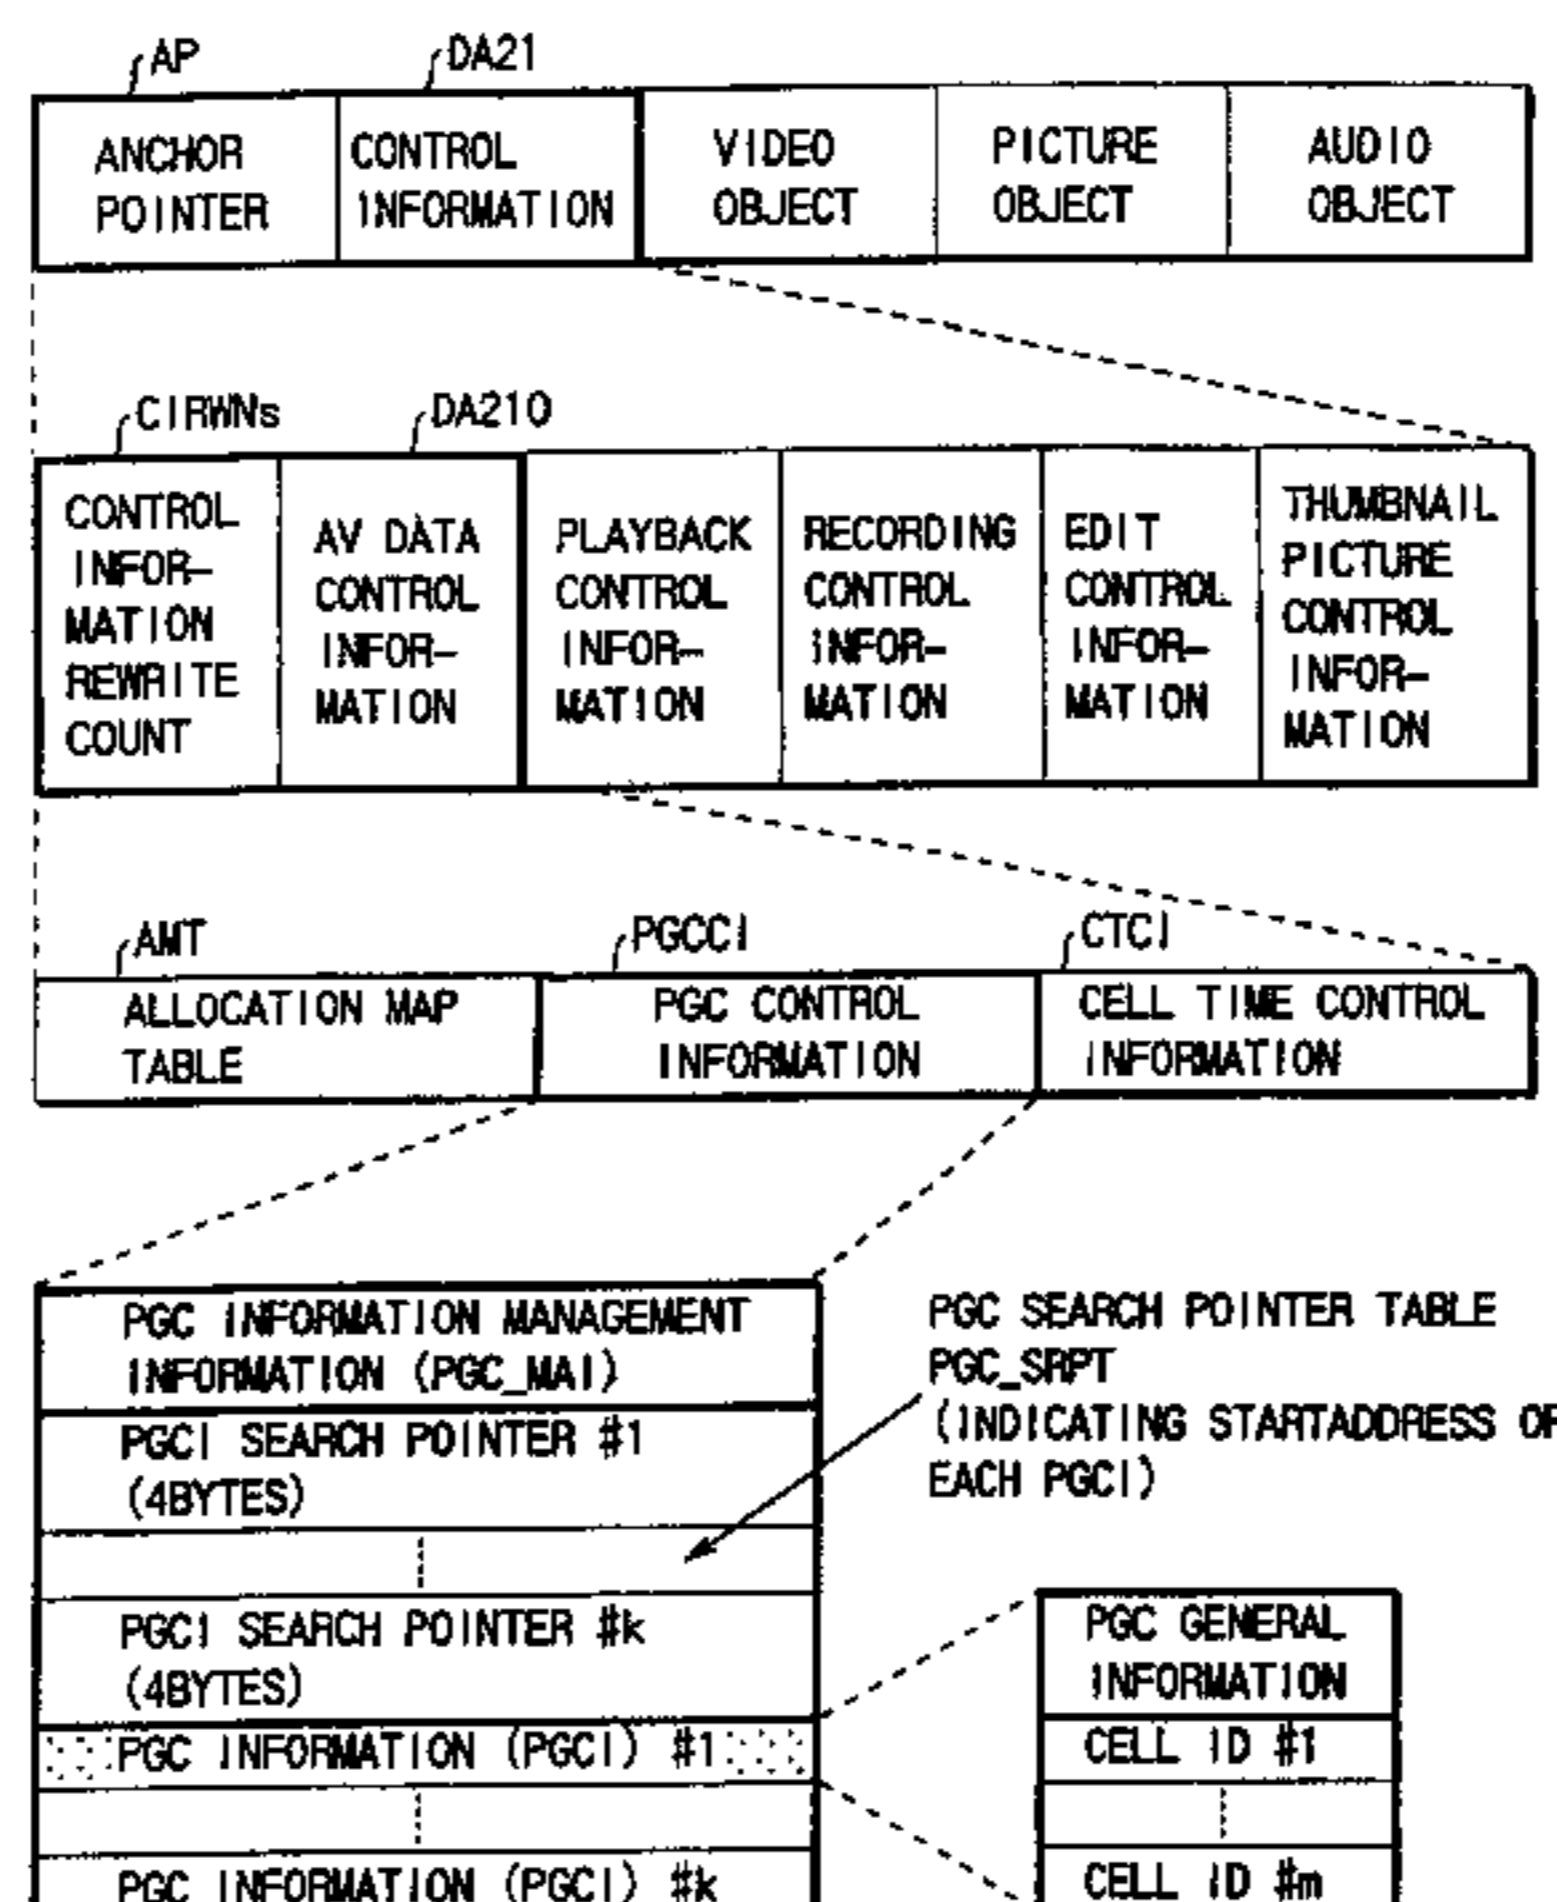 AP
DA21
ANCHOR
POINTER
CONTROL
INFORMATION
VIDEO
OBJECT
PICTURE
OBJECT
AUDIO
OBJECT
CIRWNs
DA210
CONTROL
INFOR-
MATION
REWRITE
COUNT
AV DATA
CONTROL
INFOR-
MATION
PLAYBACK
CONTROL
INFOR-
MATION
RECORDING
CONTROL
INFOR-
MATION
EDIT
CONTROL
INFOR-
MATION
THUMBNAIL
PICTURE
CONTROL
INFOR-
MATION
AMT
PGCCI
CTCI
ALLOCATION MAP
TABLE
PGC CONTROL
INFORMATION
CELL TIME CONTROL
INFORMATION
PGC INFORMATION MANAGEMENT
INFORMATION (PGC_MAI)
PGCI SEARCH POINTER #1
(4BYTES)
PGCI SEARCH POINTER #k
(4BYTES)
PGC INFORMATION (PGCI) #1
PGC INFORMATION (PGCI) #k
PGC SEARCH POINTER TABLE
PGC_SRPT
(INDICATING STARTADDRESS OF
EACH PGCI)
PGC GENERAL
INFORMATION
CELL ID #1
CELL ID #m